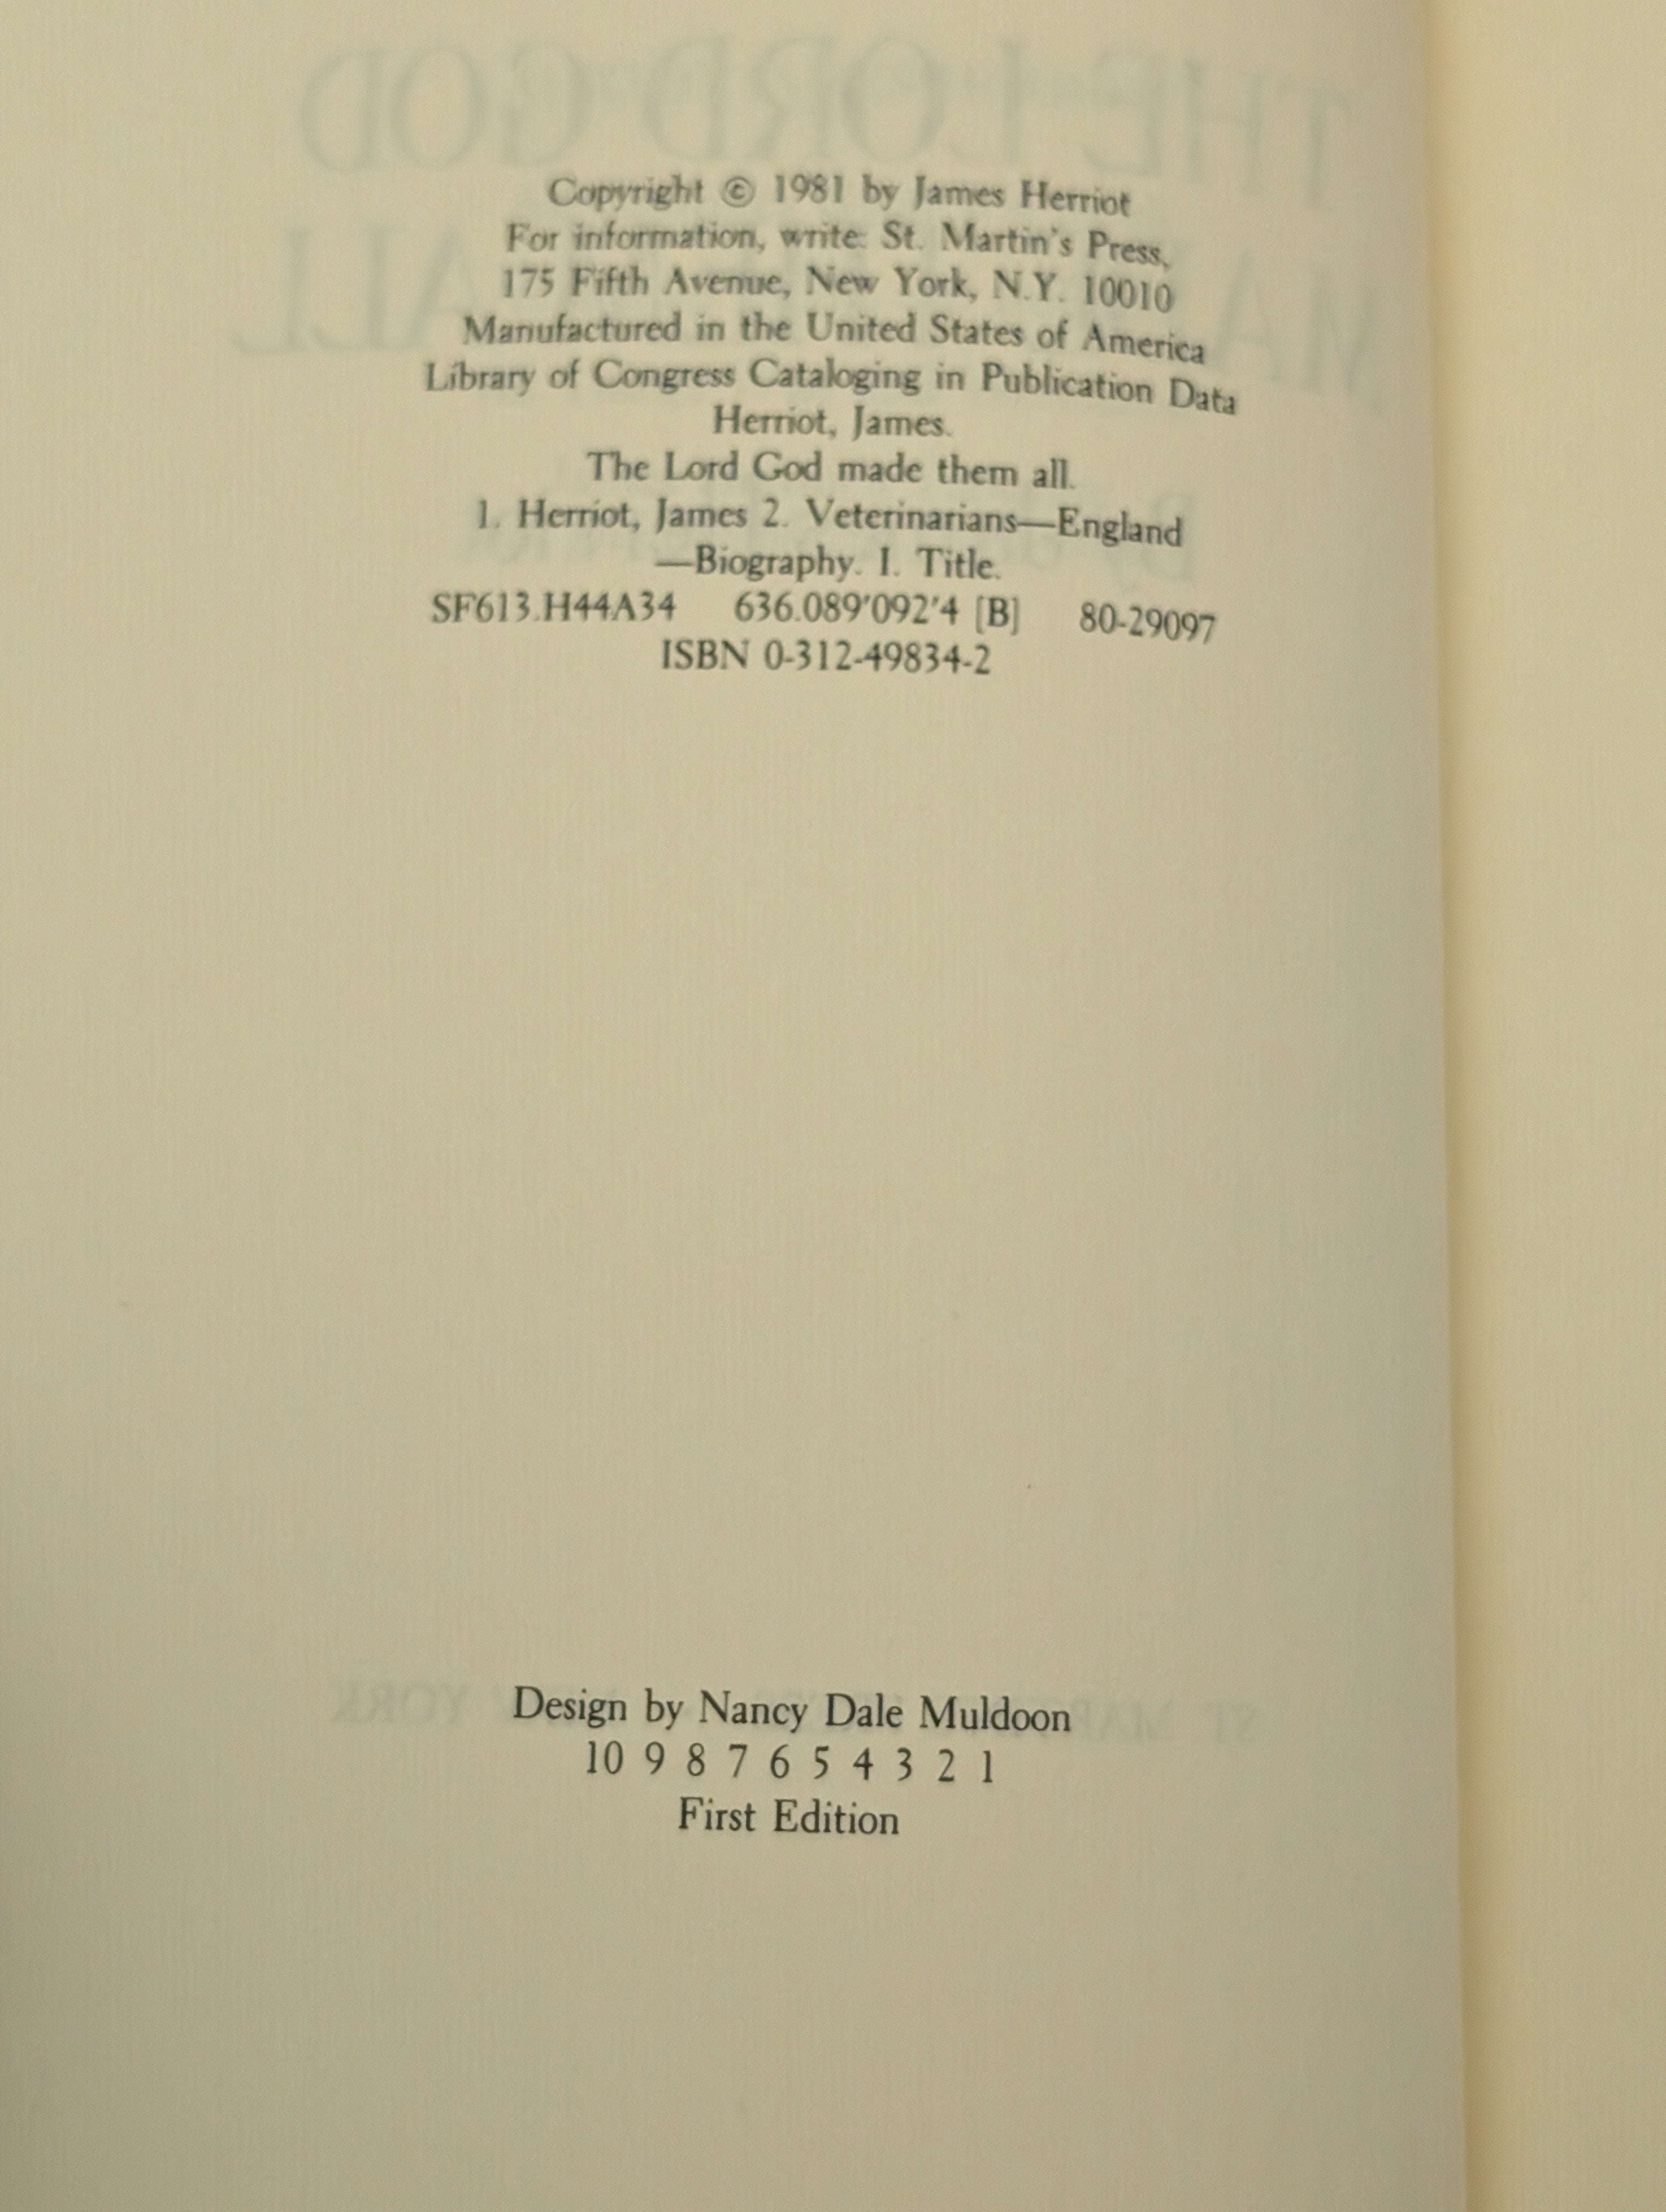 Copyright © 1981 by James Herriot
For information, write: St. Martin's Press,
175 Fifth Avenue, New York, N.Y. 10010
Manufactured in the United States of America
Library of Congress Cataloging in Publication Data
Herriot, James.
The Lord God made them all.
1. Herriot, James 2. Veterinarians—England
—Biography. I. Title.
SF613.H44A34 636.089'092'4 [B] 80-29097
ISBN 0-312-49834-2
Design by Nancy Dale Muldoon
10 9 8 7 6 5 4 3 2 1
First Edition